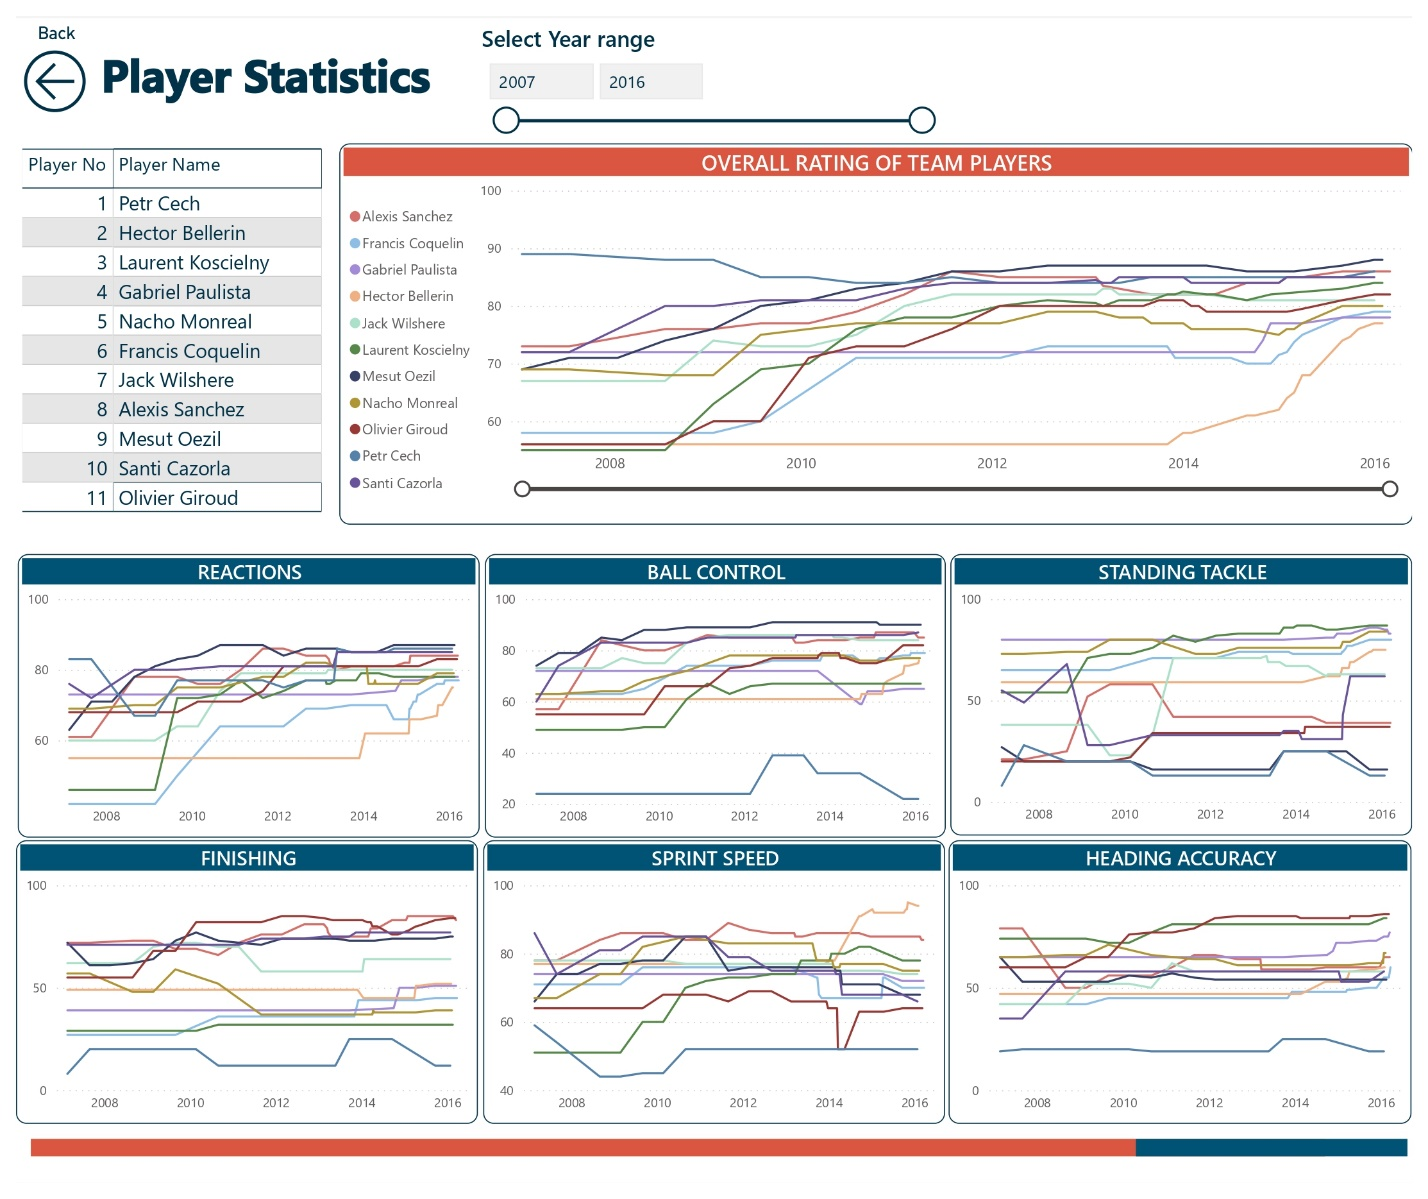 Back
Player Statistics
Select Year range
2007 2016
Player No Player Name
1 Petr Cech
2 Hector Bellerin
3 Laurent Koscielny
4 Gabriel Paulista
5 Nacho Monreal
6 Francis Coquelin
7 Jack Wilshere
8 Alexis Sanchez
9 Mesut Oezil
10 Santi Cazorla
11 Olivier Giroud
OVERALL RATING OF TEAM PLAYERS
Alexis Sanchez
Francis Coquelin
Gabriel Paulista
Hector Bellerin
Jack Wilshere
Laurent Koscielny
Mesut Oezil
Nacho Monreal
Olivier Giroud
Petr Cech
Santi Cazorla
100
90
80
70
60
2008 2010 2012 2014 2016
REACTIONS
100
80
60
2008 2010 2012 2014 2016
BALL CONTROL
100
80
60
40
20
2008 2010 2012 2014 2016
STANDING TACKLE
100
50
0
2008 2010 2012 2014 2016
FINISHING
100
50
0
2008 2010 2012 2014 2016
SPRINT SPEED
100
80
60
40
2008 2010 2012 2014 2016
HEADING ACCURACY
100
50
0
2008 2010 2012 2014 2016